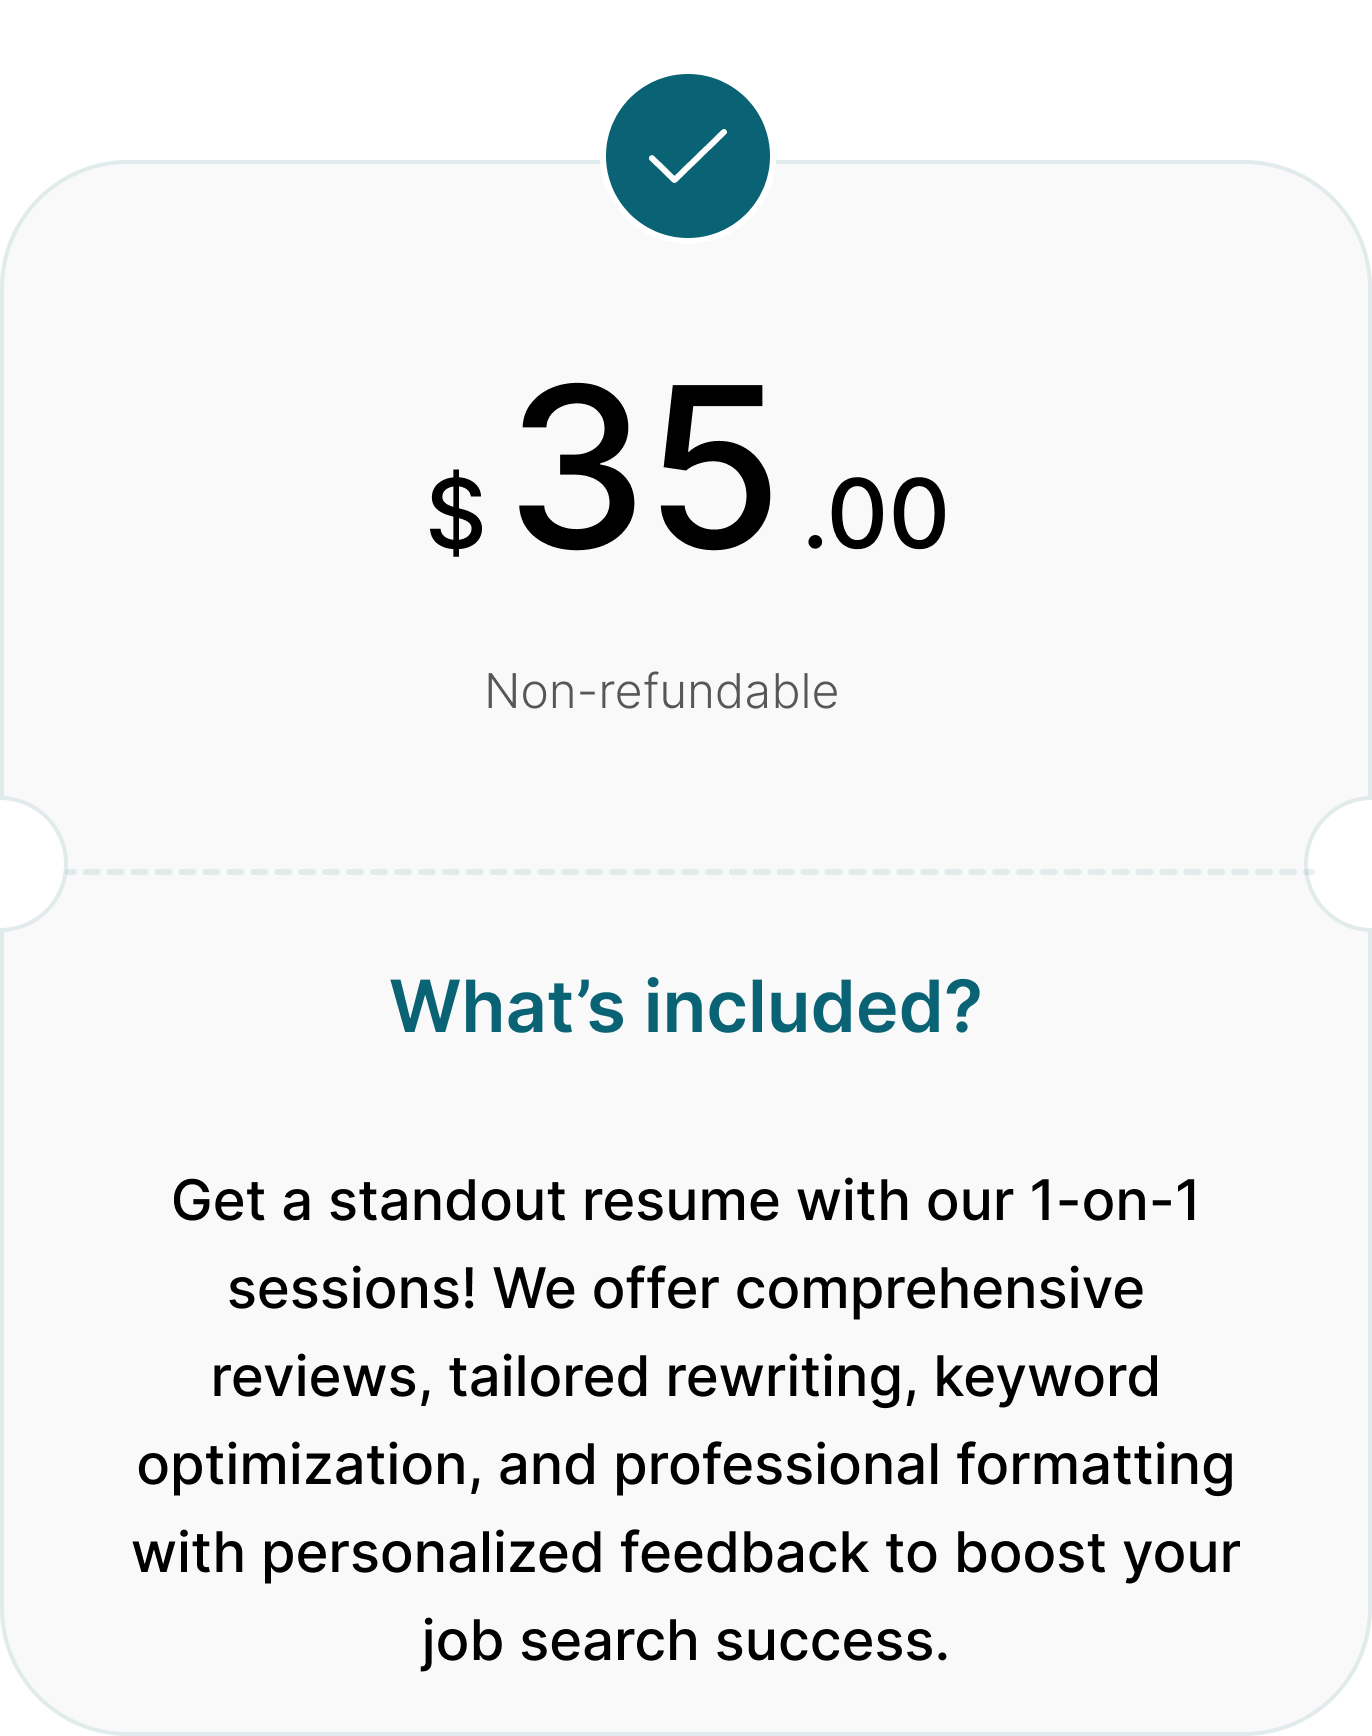 $35.00
Non-refundable
What’s included?
Get a standout resume with our 1-on-1
sessions! We offer comprehensive
reviews, tailored rewriting, keyword
optimization, and professional formatting
with personalized feedback to boost your
job search success.